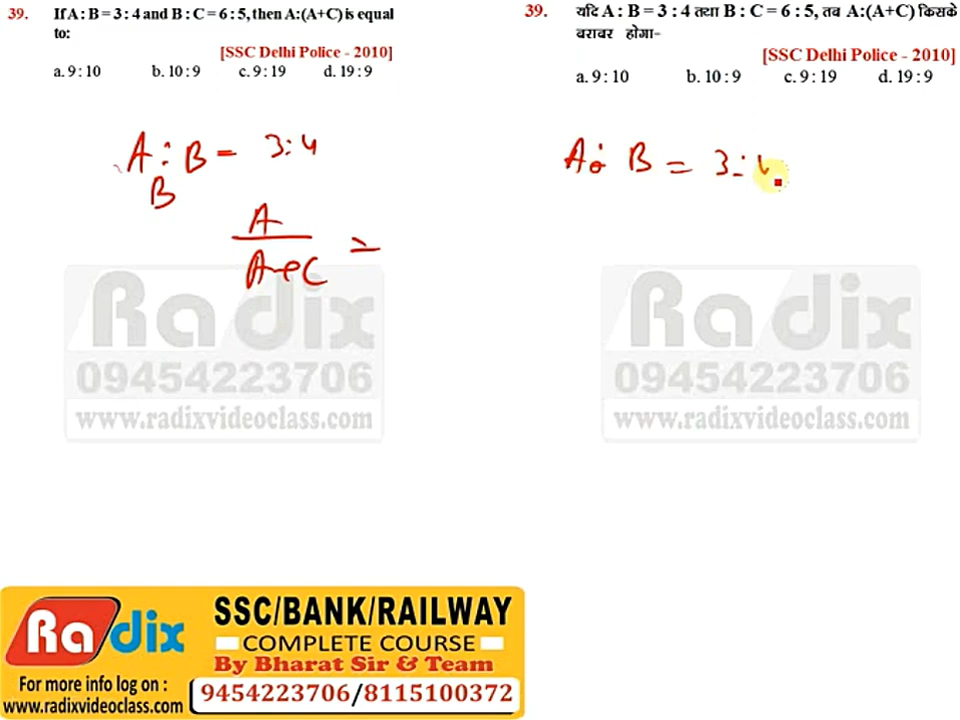 39. If A : B = 3 : 4 and B : C = 6 : 5, then A:(A+C) is equal
to:
[SSC Delhi Police - 2010]
a. 9 : 10 b. 10 : 9 c. 9 : 19 d. 19 : 9
A : B = 3:4
B
A
A+C =
39. यदि A : B = 3 : 4 तथा B : C = 6 : 5, तब A:(A+C) किसके
बराबर होगा-
[SSC Delhi Police - 2010]
a. 9 : 10 b. 10 : 9 c. 9 : 19 d. 19 : 9
A : B = 3:4
Radix
09454223706
www.radixvideoclass.com
Radix
09454223706
www.radixvideoclass.com
Radix
For more info log on :
www.radixvideoclass.com
SSC/BANK/RAILWAY
COMPLETE COURSE
By Bharat Sir & Team
9454223706/8115100372